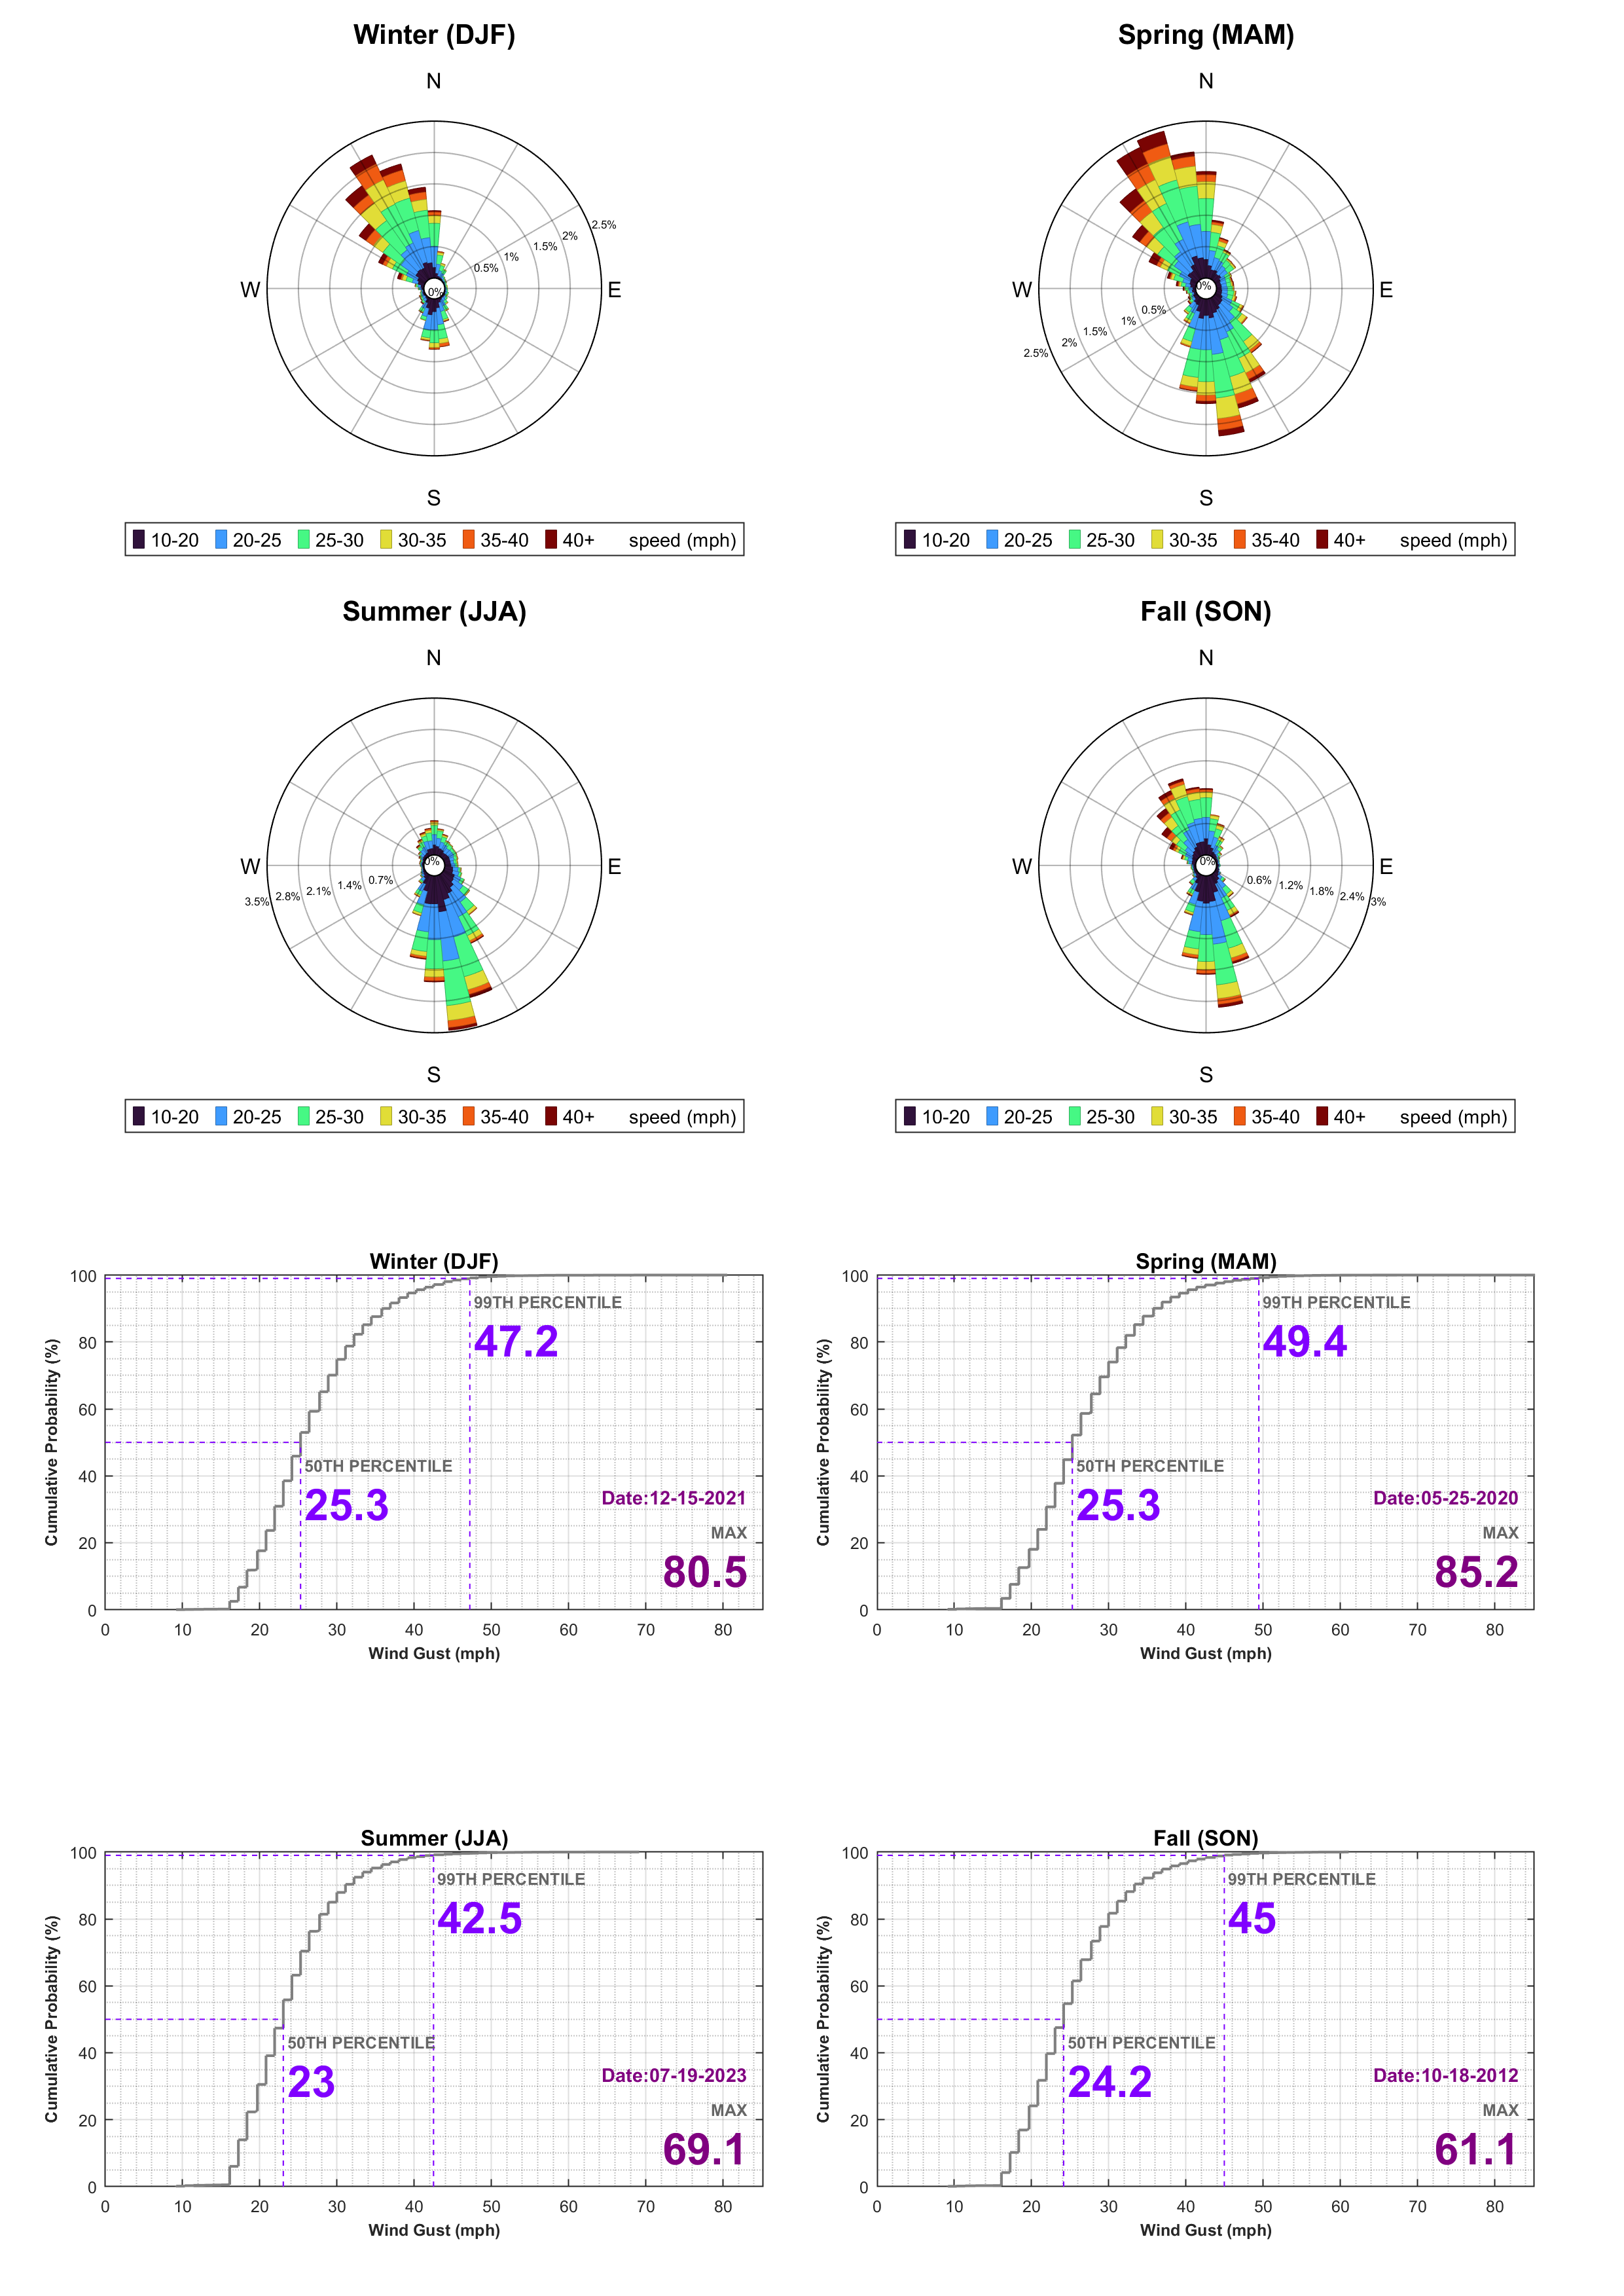 Winter (DJF)
N
W
E
S
0%
0.5%
1%
1.5%
2%
2.5%
10-20 20-25 25-30 30-35 35-40 40+ speed (mph)
Spring (MAM)
N
W
E
S
0%
0.5%
1%
1.5%
2%
2.5%
10-20 20-25 25-30 30-35 35-40 40+ speed (mph)
Summer (JJA)
N
W
E
S
0%
0.7%
1.4%
2.1%
2.8%
3.5%
10-20 20-25 25-30 30-35 35-40 40+ speed (mph)
Fall (SON)
N
W
E
S
0%
0.6%
1.2%
1.8%
2.4%
3%
10-20 20-25 25-30 30-35 35-40 40+ speed (mph)
Winter (DJF)
Cumulative Probability (%)
100
80
60
40
20
0
99TH PERCENTILE
47.2
50TH PERCENTILE
25.3
Date:12-15-2021
MAX
80.5
0 10 20 30 40 50 60 70 80
Wind Gust (mph)
Spring (MAM)
Cumulative Probability (%)
100
80
60
40
20
0
99TH PERCENTILE
49.4
50TH PERCENTILE
25.3
Date:05-25-2020
MAX
85.2
0 10 20 30 40 50 60 70 80
Wind Gust (mph)
Summer (JJA)
Cumulative Probability (%)
100
80
60
40
20
0
99TH PERCENTILE
42.5
50TH PERCENTILE
23
Date:07-19-2023
MAX
69.1
0 10 20 30 40 50 60 70 80
Wind Gust (mph)
Fall (SON)
Cumulative Probability (%)
100
80
60
40
20
0
99TH PERCENTILE
45
50TH PERCENTILE
24.2
Date:10-18-2012
MAX
61.1
0 10 20 30 40 50 60 70 80
Wind Gust (mph)